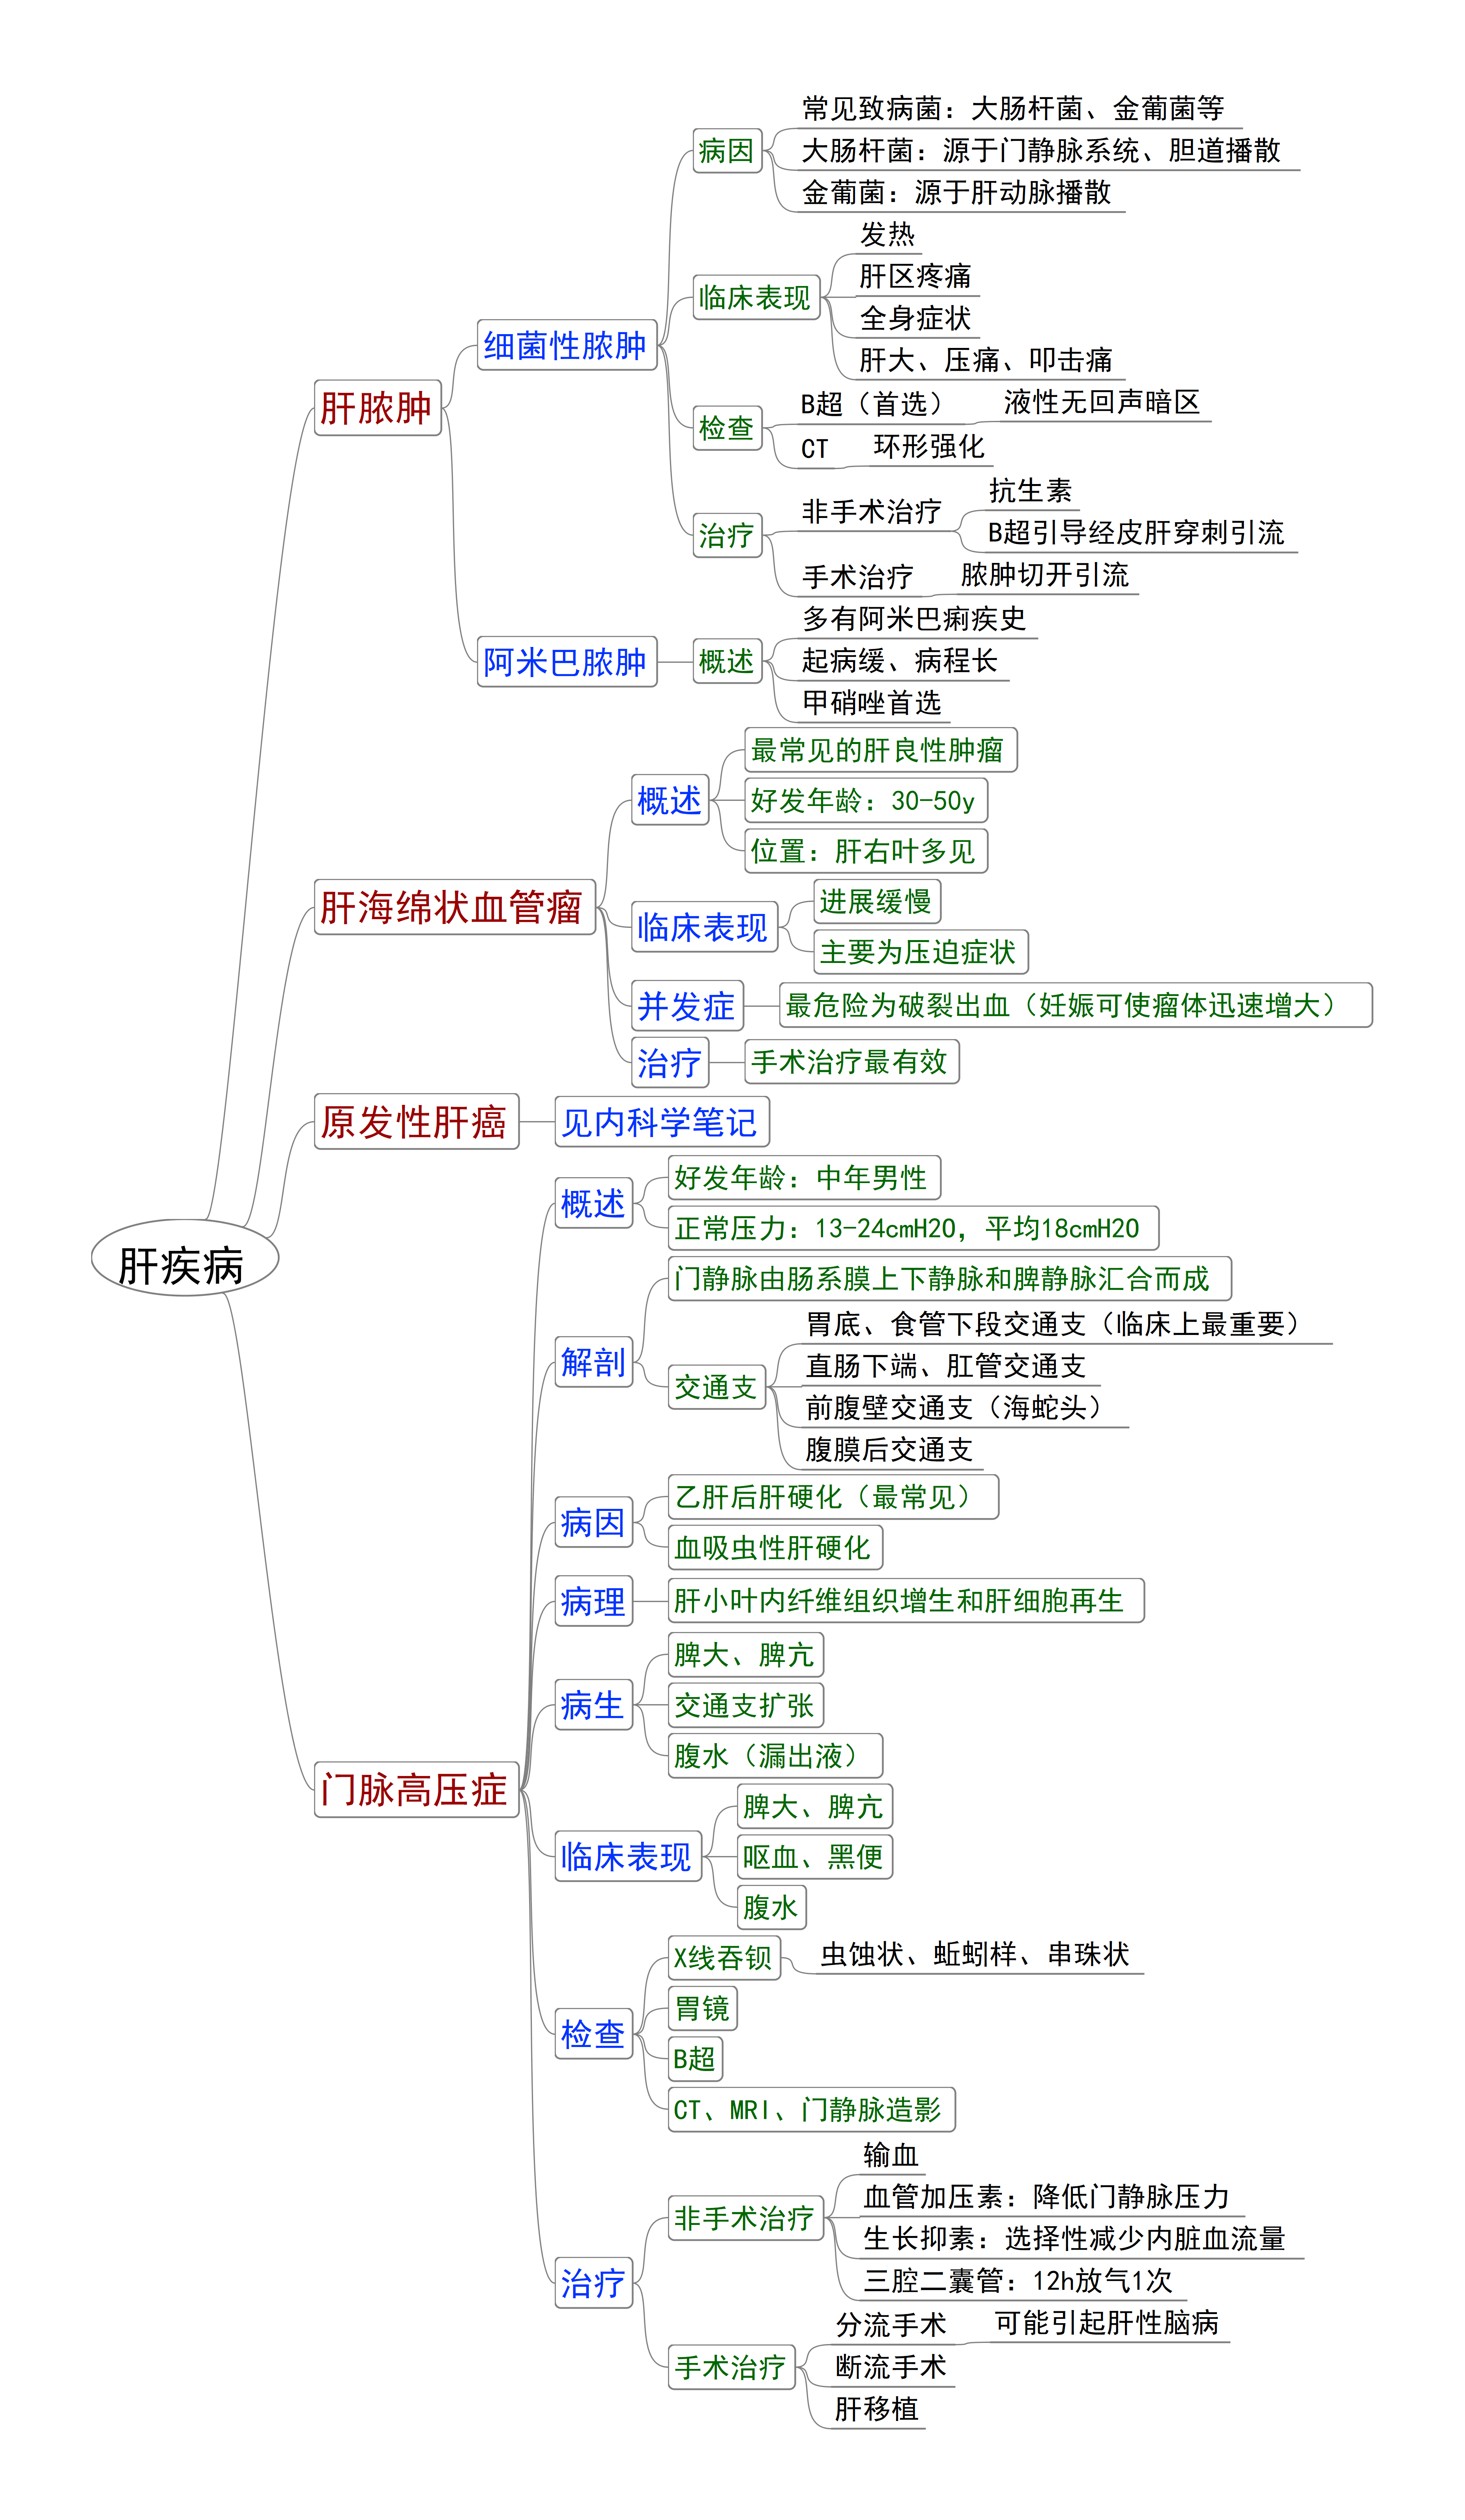 肝疾病
肝脓肿
细菌性脓肿
病因
常见致病菌：大肠杆菌、金葡菌等
大肠杆菌：源于门静脉系统、胆道播散
金葡菌：源于肝动脉播散
临床表现
发热
肝区疼痛
全身症状
肝大、压痛、叩击痛
检查
B超（首选）
液性无回声暗区
CT
环形强化
治疗
非手术治疗
抗生素
B超引导经皮肝穿刺引流
手术治疗
脓肿切开引流
阿米巴脓肿
概述
多有阿米巴痢疾史
起病缓、病程长
甲硝唑首选
肝海绵状血管瘤
概述
最常见的肝良性肿瘤
好发年龄：30-50y
位置：肝右叶多见
临床表现
进展缓慢
主要为压迫症状
并发症
最危险为破裂出血（妊娠可使瘤体迅速增大）
治疗
手术治疗最有效
原发性肝癌
见内科学笔记
门脉高压症
概述
好发年龄：中年男性
正常压力：13-24cmH2O，平均18cmH2O
解剖
门静脉由肠系膜上下静脉和脾静脉汇合而成
交通支
胃底、食管下段交通支（临床上最重要）
直肠下端、肛管交通支
前腹壁交通支（海蛇头）
腹膜后交通支
病因
乙肝后肝硬化（最常见）
血吸虫性肝硬化
病理
肝小叶内纤维组织增生和肝细胞再生
病生
脾大、脾亢
交通支扩张
腹水（漏出液）
临床表现
脾大、脾亢
呕血、黑便
腹水
检查
X线吞钡
虫蚀状、蚯蚓样、串珠状
胃镜
B超
CT、MRI、门静脉造影
治疗
非手术治疗
输血
血管加压素：降低门静脉压力
生长抑素：选择性减少内脏血流量
三腔二囊管：12h放气1次
手术治疗
分流手术
可能引起肝性脑病
断流手术
肝移植